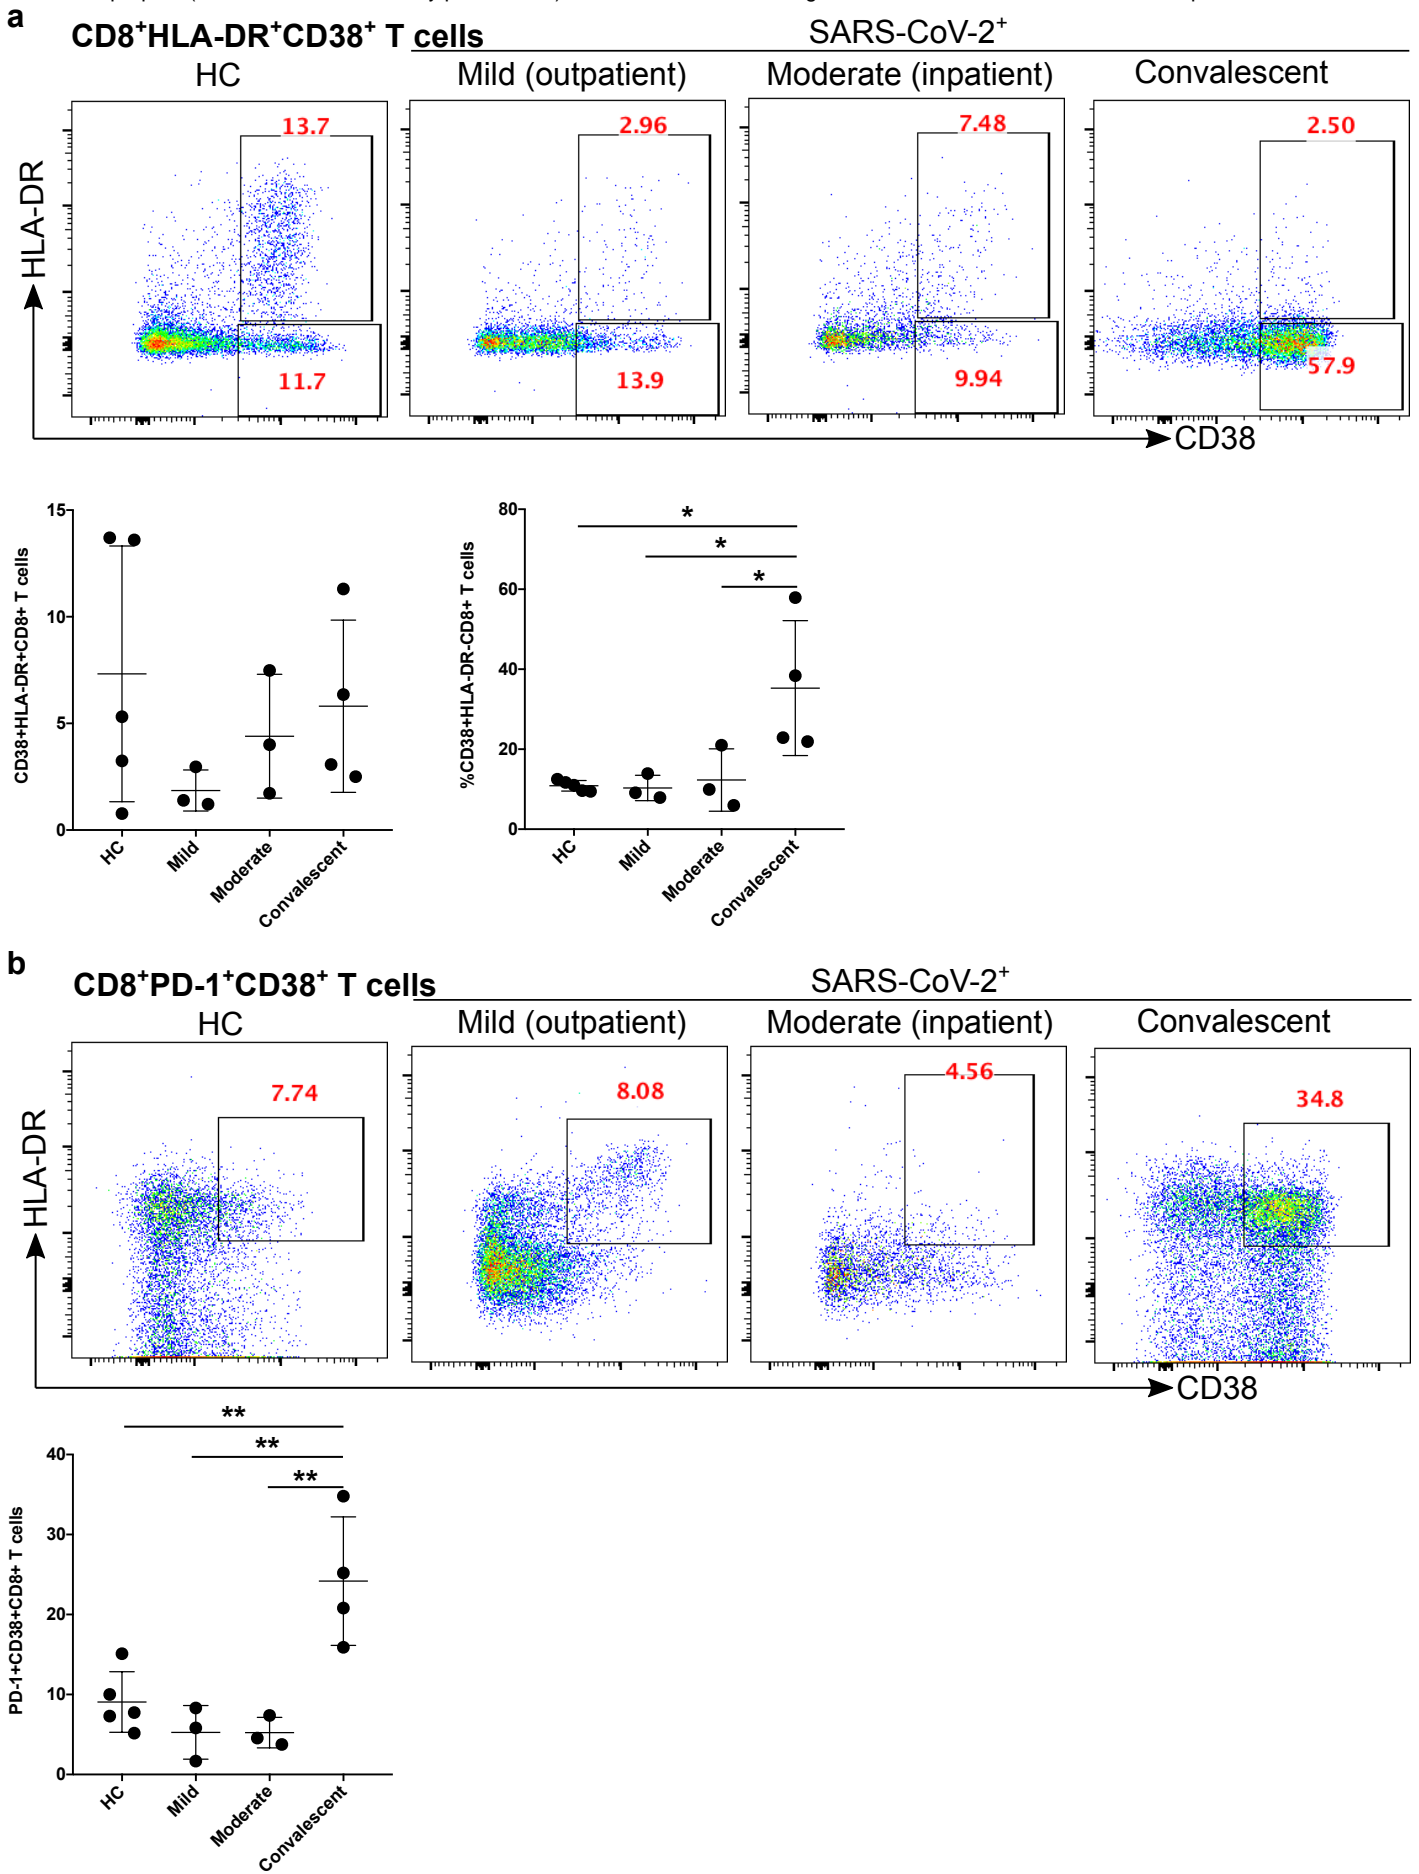 a
CD8+HLA-DR+CD38+ T cells
SARS-CoV-2+
HC
Mild (outpatient)
Moderate (inpatient)
Convalescent
13.7
2.96
7.48
2.50
HLA-DR
11.7
13.9
9.94
57.9
CD38
CD38+HLA-DR+CD8+ T cells
15
10
5
0
HC
Mild
Moderate
Convalescent
%CD38+HLA-DR-CD8+ T cells
80
60
40
20
0
*
*
*
HC
Mild
Moderate
Convalescent
b
CD8+PD-1+CD38+ T cells
SARS-CoV-2+
HC
Mild (outpatient)
Moderate (inpatient)
Convalescent
7.74
8.08
4.56
34.8
HLA-DR
CD38
PD-1+CD38+CD8+ T cells
40
30
20
10
0
**
**
**
HC
Mild
Moderate
Convalescent